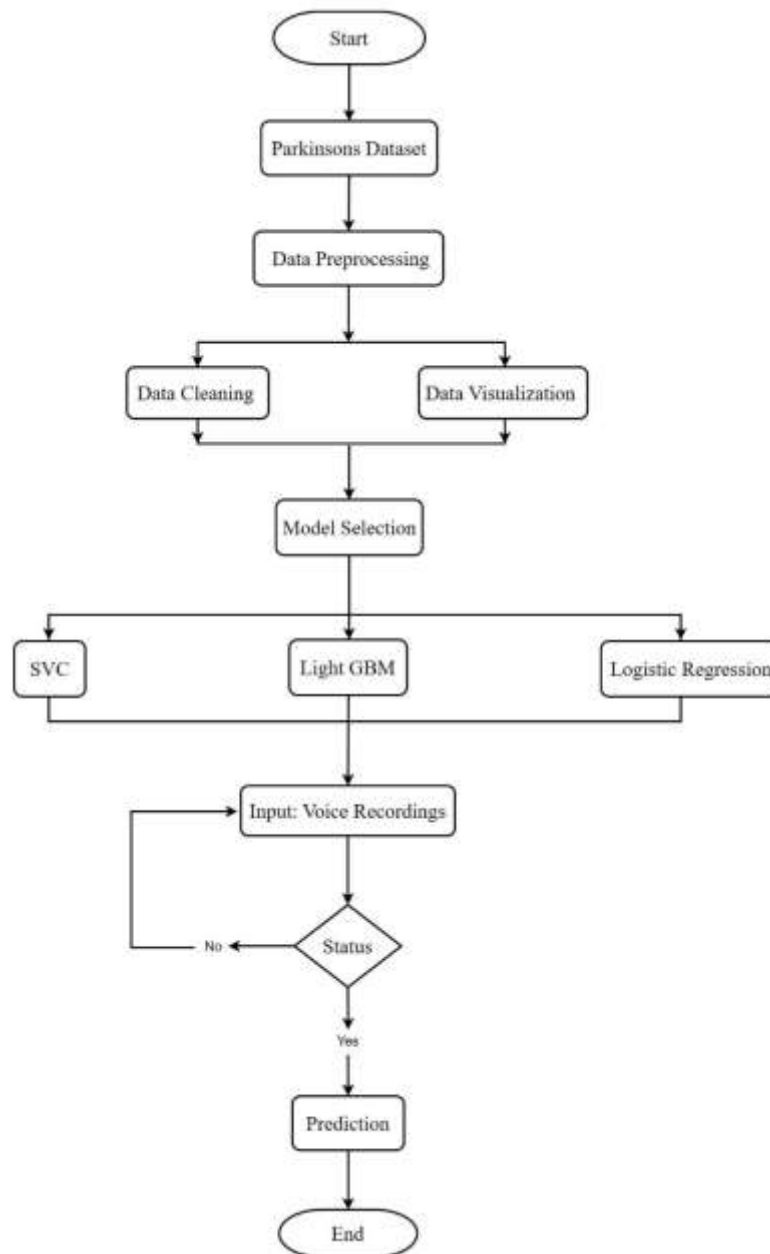 Start
Parkinsons Dataset
Data Preprocessing
Data Cleaning
Data Visualization
Model Selection
SVC
Light GBM
Logistic Regression
Input: Voice Recordings
No
Status
Yes
Prediction
End